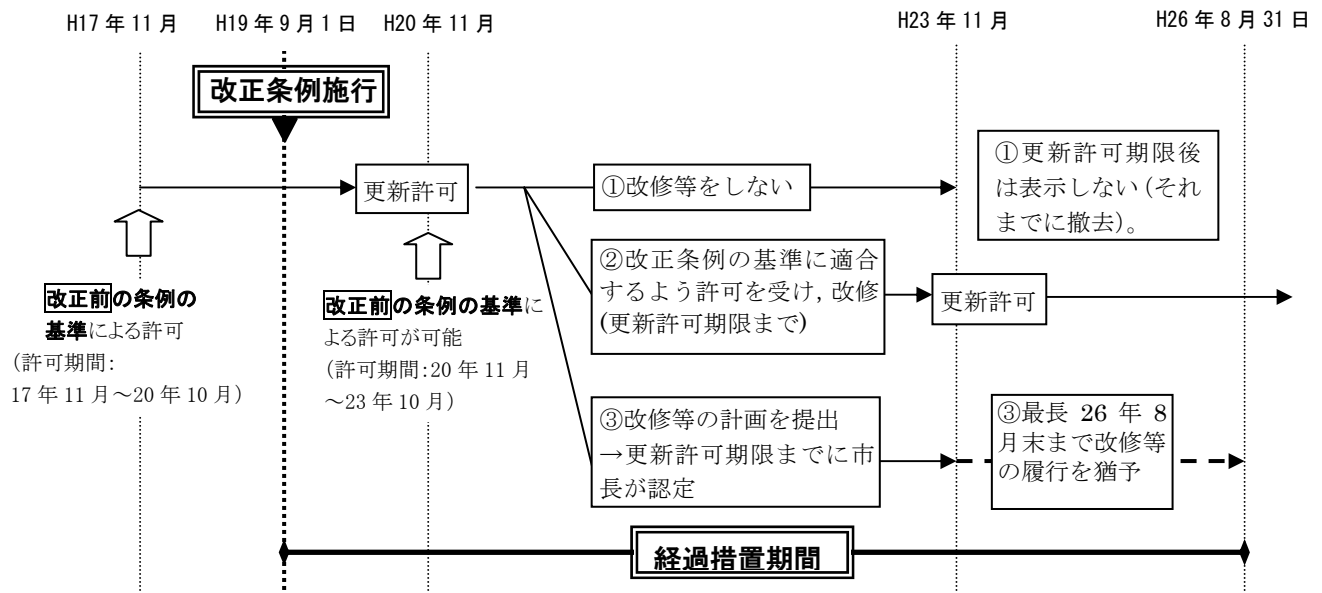 H17年11月
H19年9月1日
H20年11月
H23年11月
H26年8月31日
改正条例施行
更新許可
①改修等をしない
①更新許可期限後
は表示しない(それ
までに撤去)。
改正前の条例の
基準による許可
(許可期間:
17年11月～20年10月)
改正前の条例の基準に
よる許可が可能
(許可期間:20年11月
～23年10月)
②改正条例の基準に適合
するよう許可を受け,改修
(更新許可期限まで)
更新許可
③改修等の計画を提出
→更新許可期限までに市
長が認定
③最長 26 年 8
月末まで改修等
の履行を猶予
経過措置期間